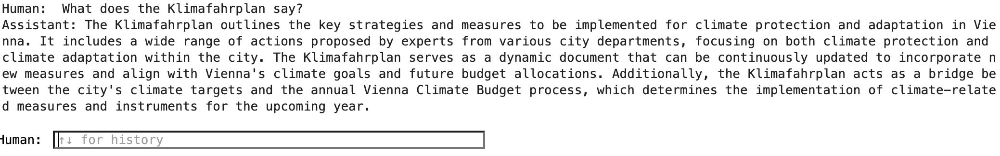 Human:  What does the Klimafahrplan say?
Assistant: The Klimafahrplan outlines the key strategies and measures to be implemented for climate protection and adaptation in Vie
nna. It includes a wide range of actions proposed by experts from various city departments, focusing on both climate protection and
climate adaptation within the city. The Klimafahrplan serves as a dynamic document that can be continuously updated to incorporate n
ew measures and align with Vienna's climate goals and future budget allocations. Additionally, the Klimafahrplan acts as a bridge be
tween the city's climate targets and the annual Vienna Climate Budget process, which determines the implementation of climate-relate
d measures and instruments for the upcoming year.
Human: ↑↓ for history